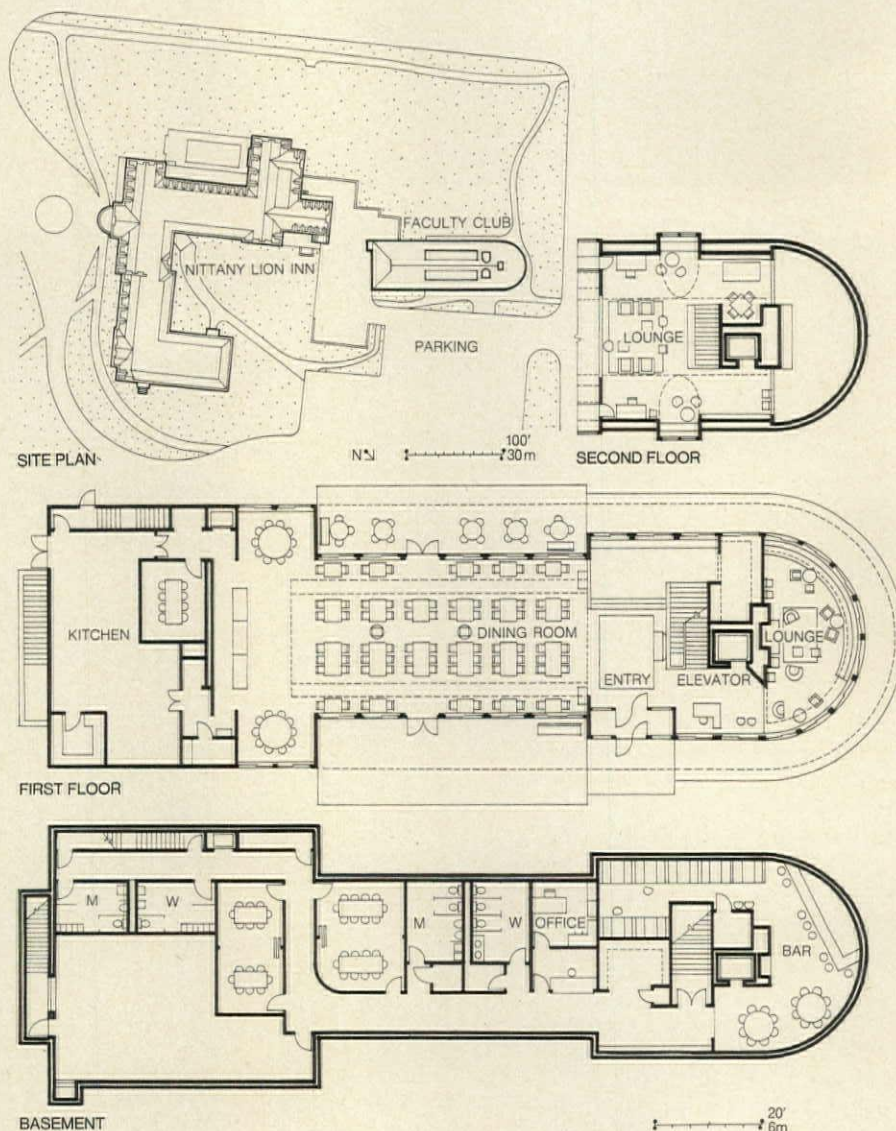 FACULTY CLUB
NITTANY LION INN
PARKING
N
100'
30m
SITE PLAN
LOUNGE
SECOND FLOOR
KITCHEN
DINING ROOM
ENTRY
ELEVATOR
LOUNGE
FIRST FLOOR
M
W
M
W
OFFICE
BAR
BASEMENT
20'
6m